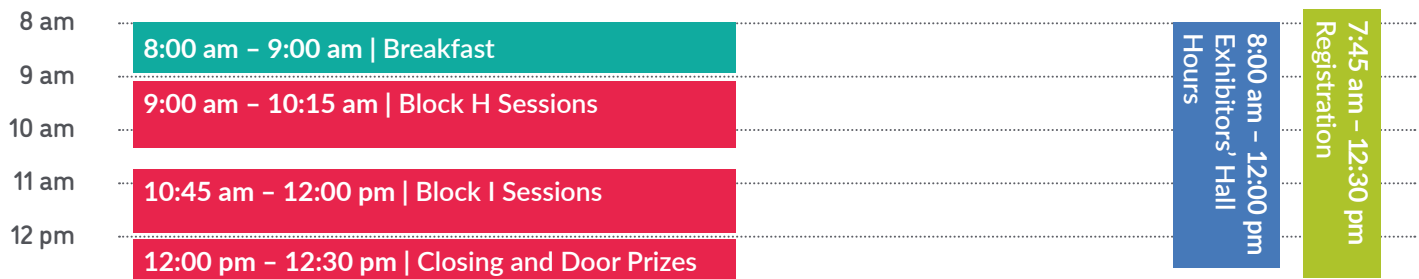 8 am
8:00 am – 9:00 am | Breakfast
9 am
9:00 am – 10:15 am | Block H Sessions
10 am
11 am
10:45 am – 12:00 pm | Block I Sessions
12 pm
12:00 pm – 12:30 pm | Closing and Door Prizes
8:00 am – 12:00 pm
Exhibitors' Hall
Hours
7:45 am – 12:30 pm
Registration